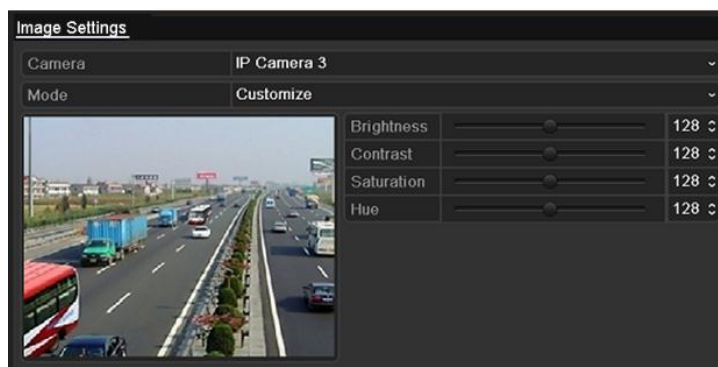 Image Settings
Camera IP Camera 3
Mode Customize
Brightness 128
Contrast 128
Saturation 128
Hue 128